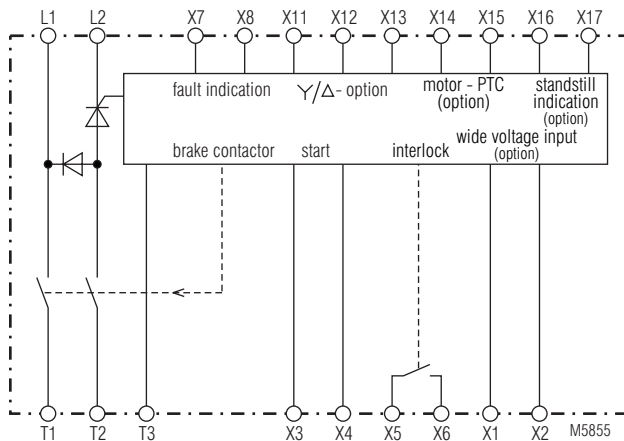 L1 L2 X7 X8 X11 X12 X13 X14 X15 X16 X17
fault indication
Y/Δ- option
motor - PTC
(option)
standstill
indication
(option)
brake contactor
start
interlock
wide voltage input
(option)
T1 T2 T3 X3 X4 X5 X6 X1 X2 M5855